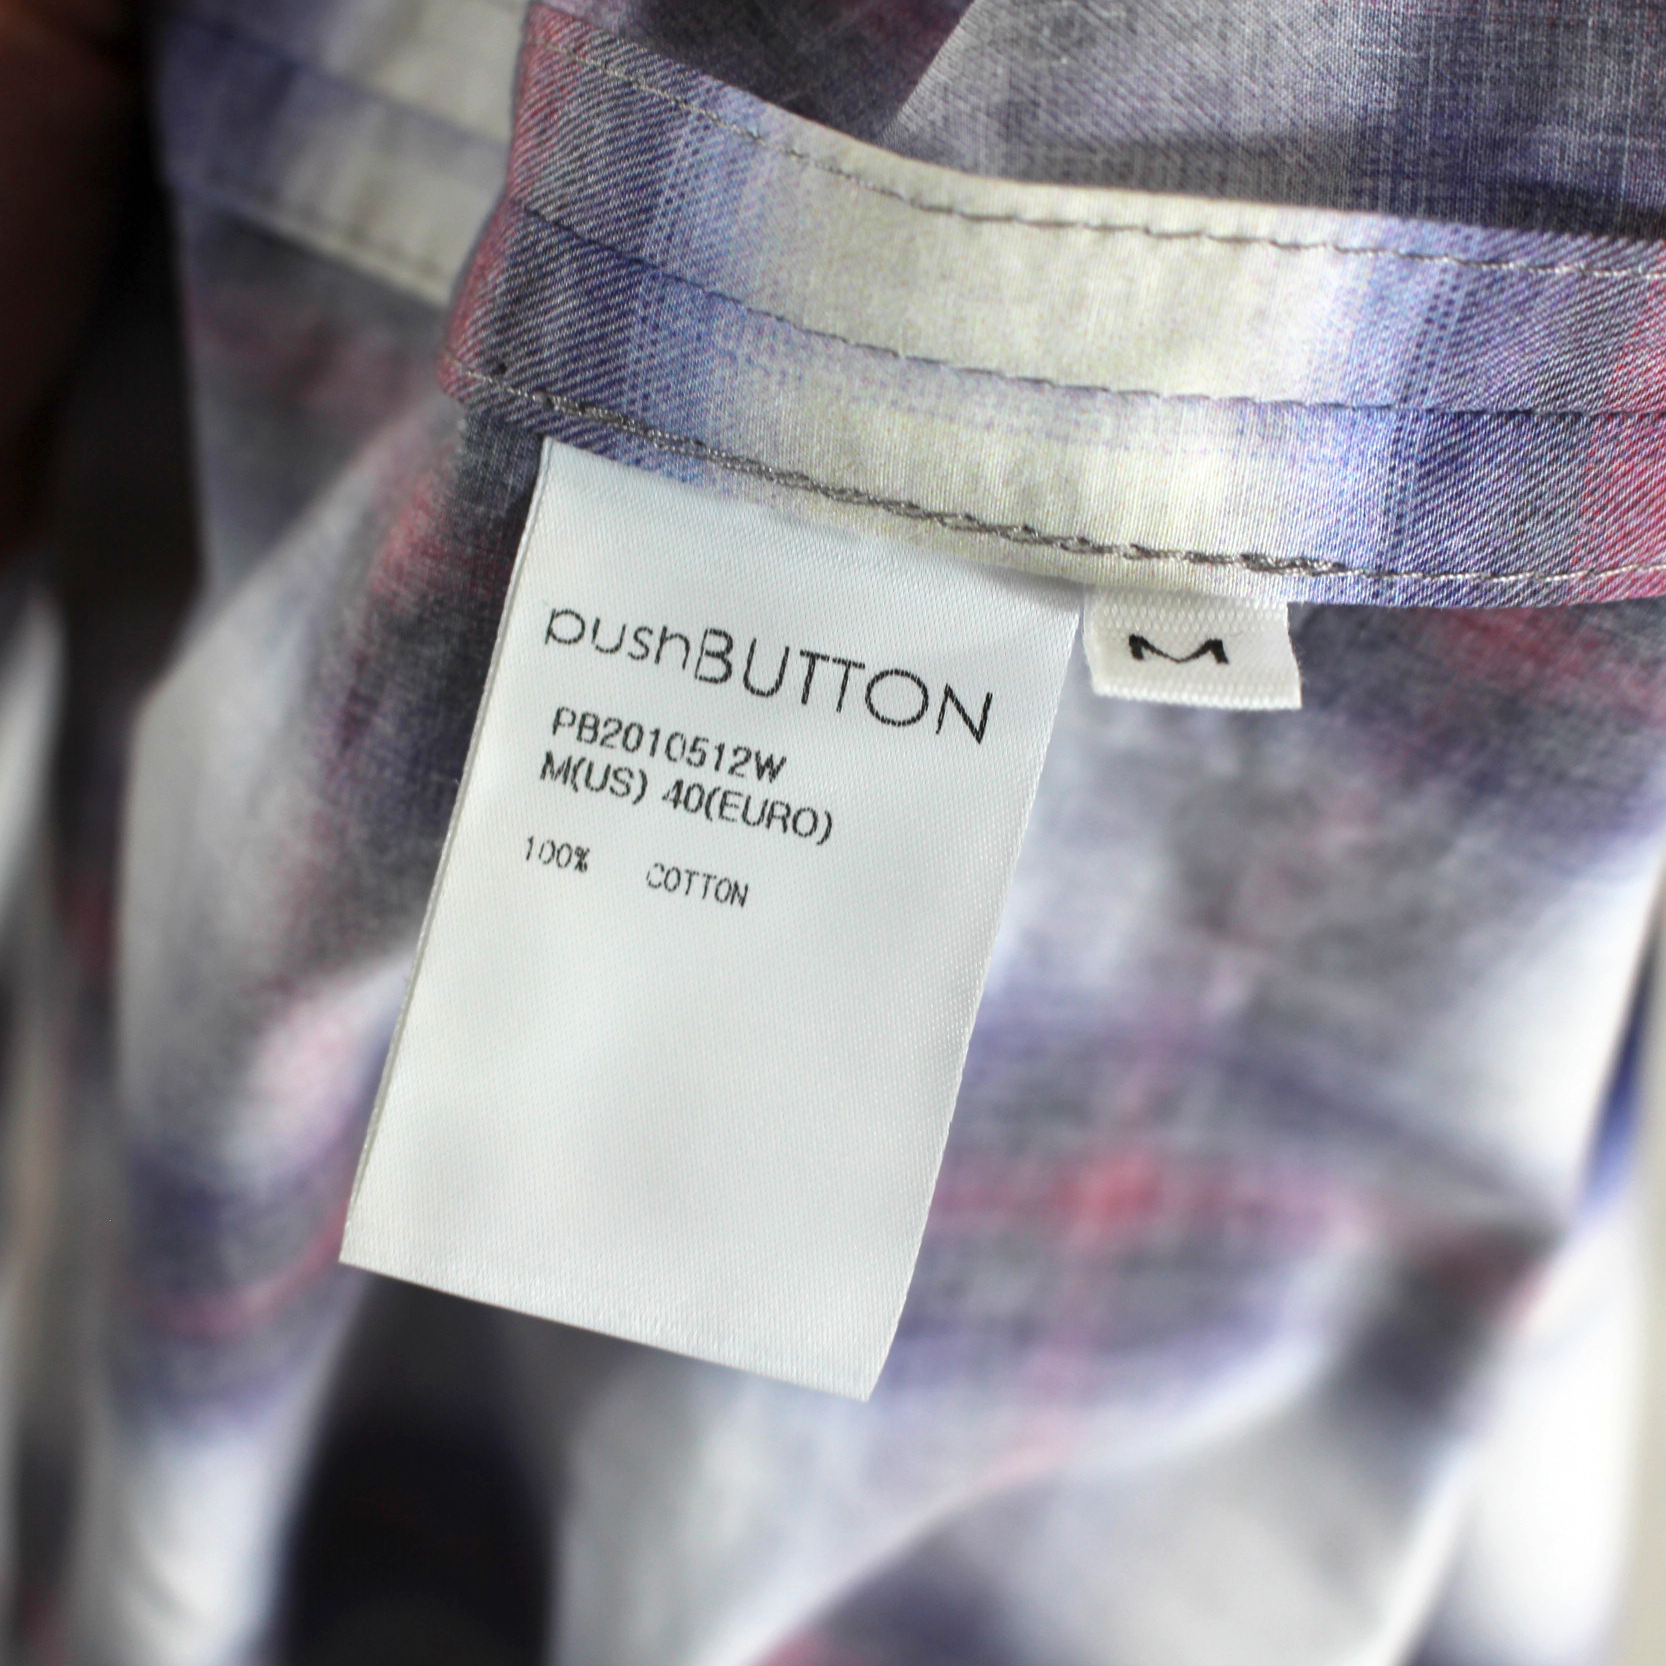 pushBUTTON
M
PB2010512W
M(US) 40(EURO)
100% COTTON